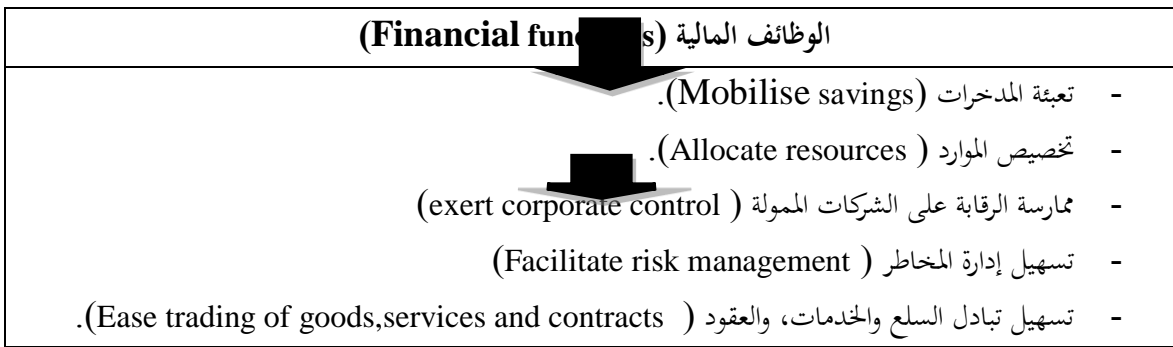 الوظائف المالية (Financial fun s)
- تعبئة المدخرات (Mobilise savings).
- تخصيص الموارد ( Allocate resources).
- ممارسة الرقابة على الشركات الممولة ( exert corporate control)
- تسهيل إدارة المخاطر ( Facilitate risk management)
- تسهيل تبادل السلع والخدمات، والعقود ( Ease trading of goods,services and contracts).